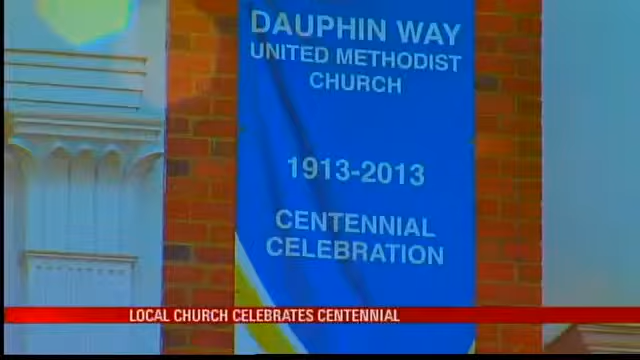 DAUPHIN WAY
UNITED METHODIST
CHURCH
1913-2013
CENTENNIAL
CELEBRATION
LOCAL CHURCH CELEBRATES CENTENNIAL